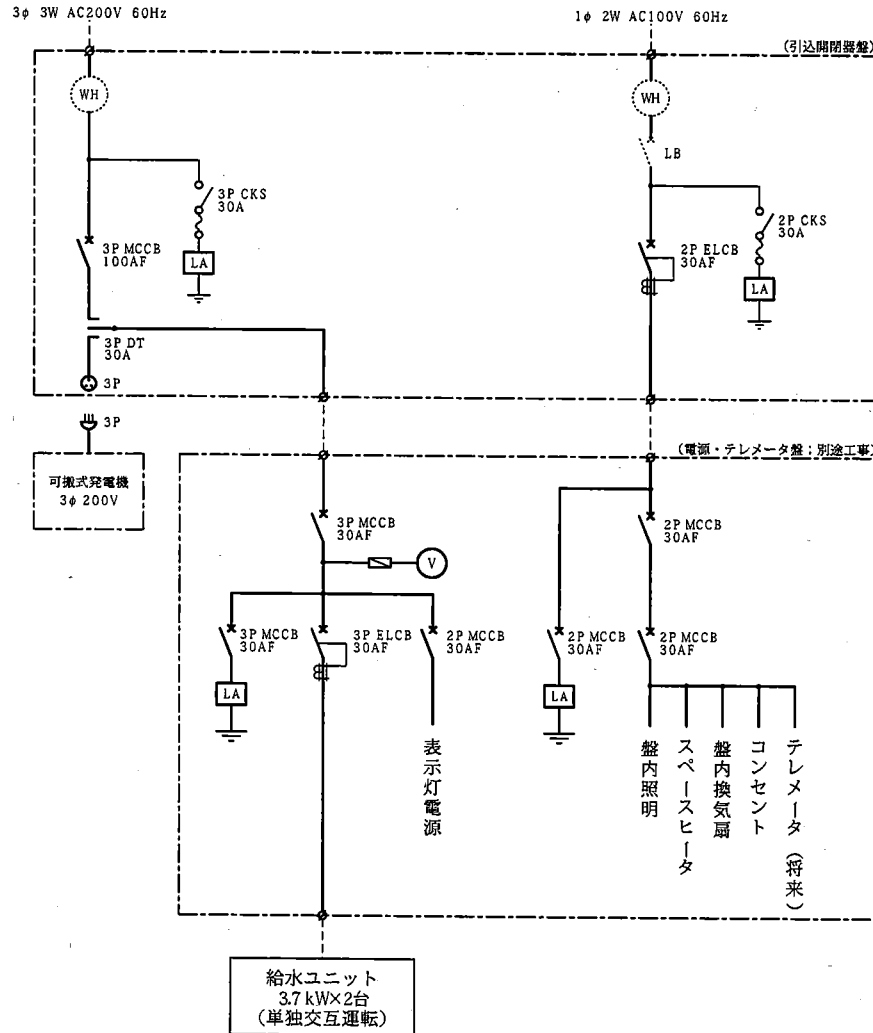 3φ 3W AC200V 60Hz
1φ 2W AC100V 60Hz
(引込開閉器盤)
WH
WH
LB
3P CKS
30A
2P CKS
30A
3P MCCB
100AF
LA
2P ELCB
30AF
LA
3P DT
30A
3P
3P
可搬式発電機
3φ 200V
(電源・テレメータ盤；別途工事)
3P MCCB
30AF
2P MCCB
30AF
V
3P MCCB
30AF
3P ELCB
30AF
2P MCCB
30AF
2P MCCB
30AF
2P MCCB
30AF
LA
LA
表示灯電源
盤内照明
スペースヒータ
盤内換気扇
コンセント
テレメータ（将来）
給水ユニット
3.7 kW×2台
(単独交互運転)